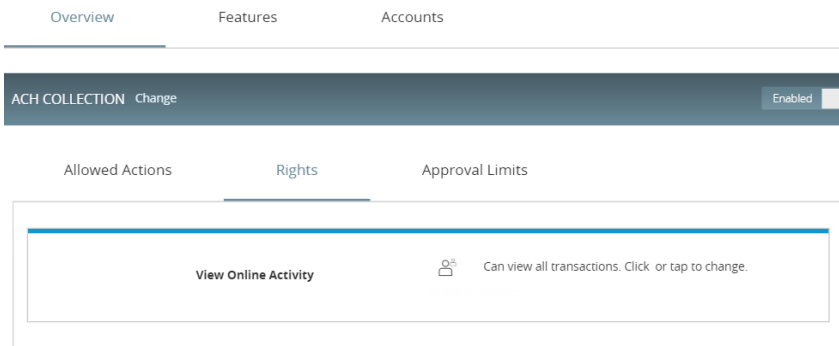 Overview Features Accounts
ACH COLLECTION Change Enabled
Allowed Actions Rights Approval Limits
View Online Activity Can view all transactions. Click or tap to change.